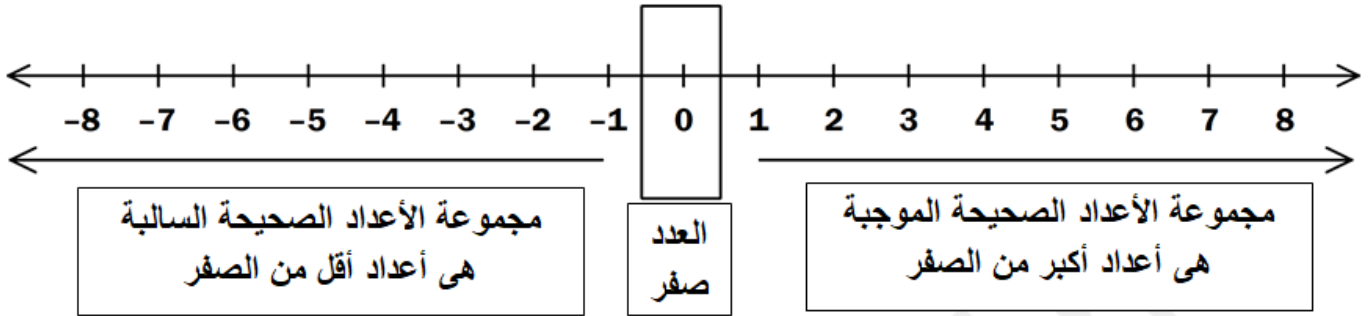 –8 –7 –6 –5 –4 –3 –2 –1 0 1 2 3 4 5 6 7 8
مجموعة الأعداد الصحيحة الموجبة
هى أعداد أكبر من الصفر
العدد
صفر
مجموعة الأعداد الصحيحة السالبة
هى أعداد أقل من الصفر